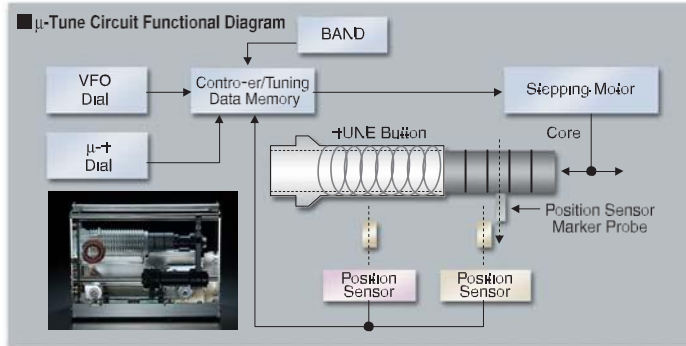 μ-Tune Circuit Functional Diagram
BAND
VFO
Dial
Contro-er/Tuning
Data Memory
Stepping Motor
μ-t
Dial
tUNE Button
Core
Position Sensor
Marker Probe
Position
Sensor
Position
Sensor